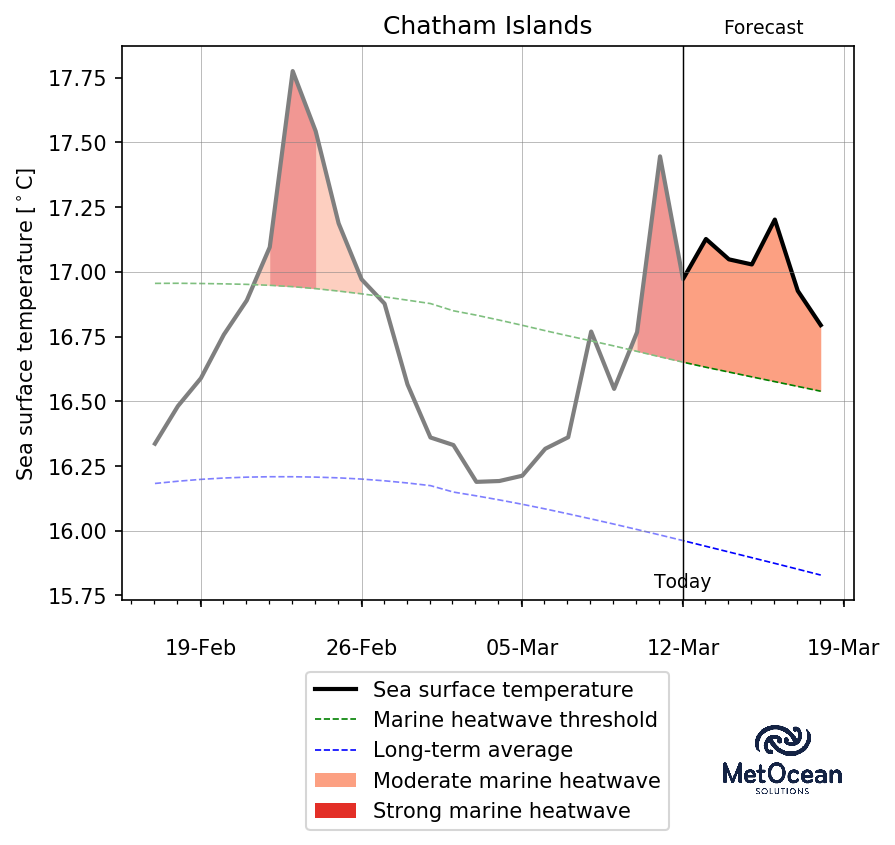 Chatham Islands
Forecast
Sea surface temperature [°C]
17.75
17.50
17.25
17.00
16.75
16.50
16.25
16.00
15.75
Today
19-Feb 26-Feb 05-Mar 12-Mar 19-Mar
Sea surface temperature
Marine heatwave threshold
Long-term average
Moderate marine heatwave
Strong marine heatwave
MetOcean
SOLUTIONS